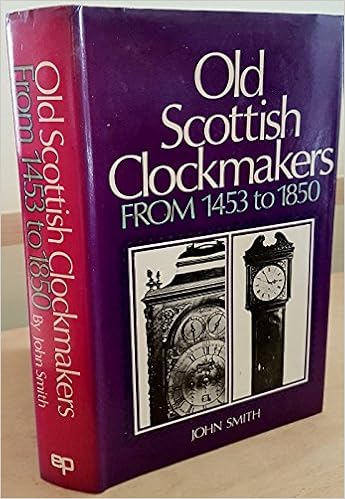 Old
Scottish
Clockmakers
FROM 1453 to 1850
JOHN SMITH
Old Scottish Clockmakers
From 1453 to 1850
By John Smith
ep